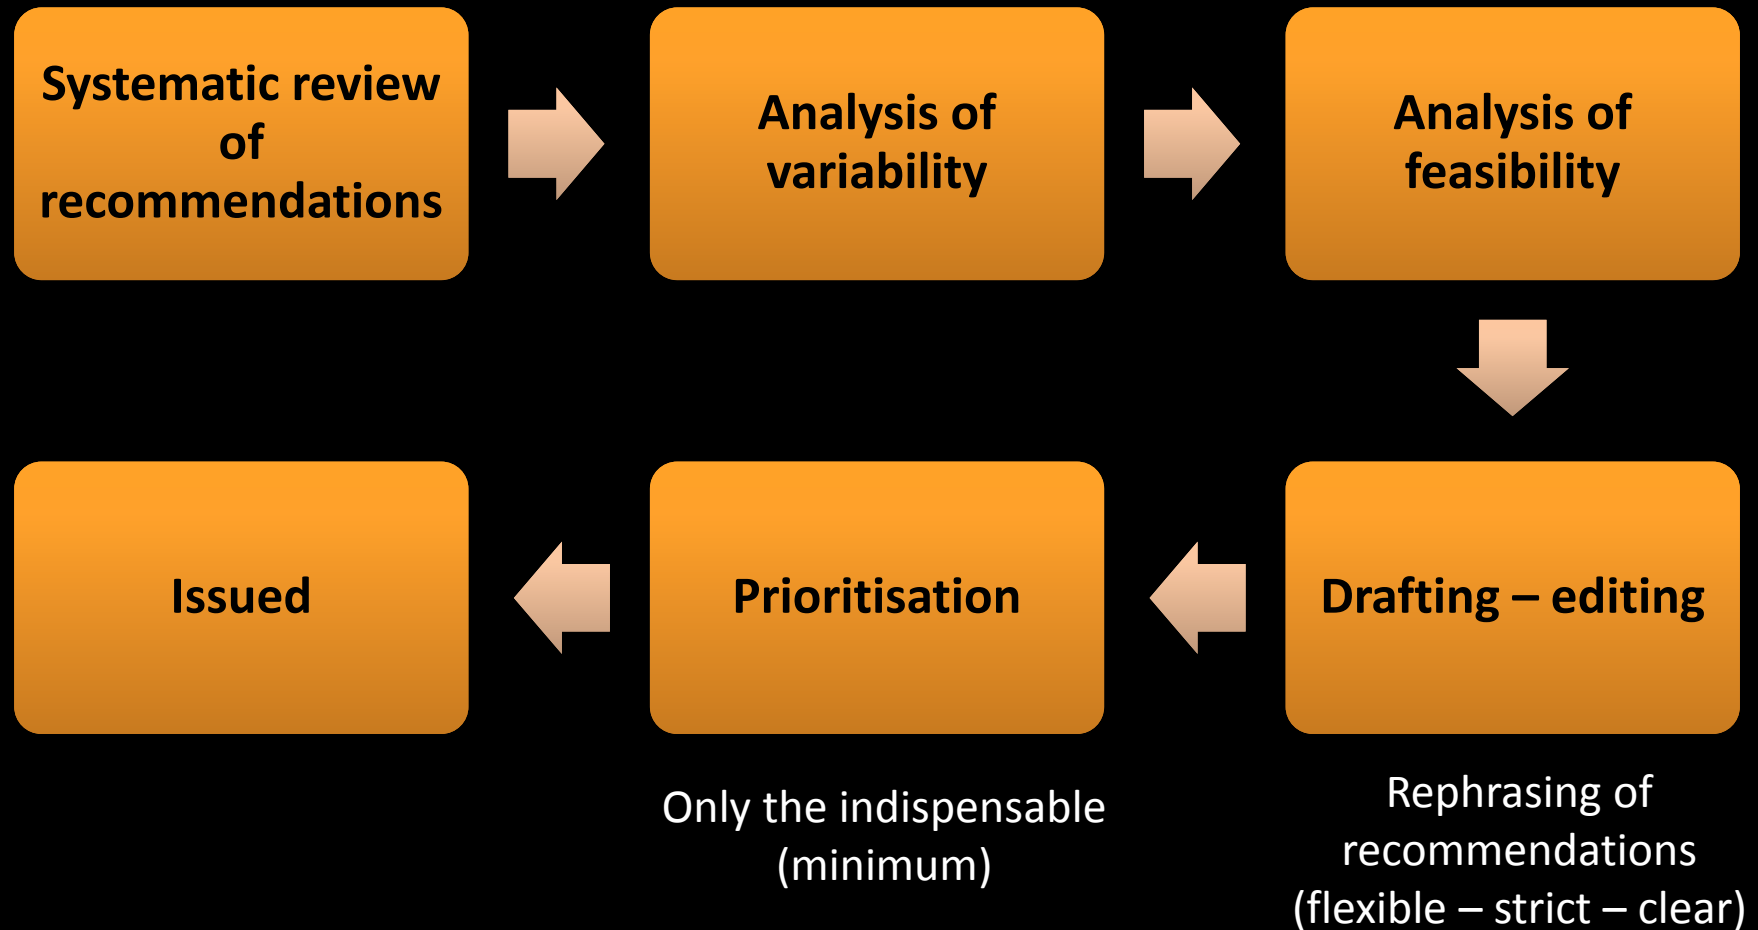 Systematic review
of
recommendations
Analysis of
variability
Analysis of
feasibility
Issued
Prioritisation
Drafting – editing
Only the indispensable
(minimum)
Rephrasing of
recommendations
(flexible – strict – clear)